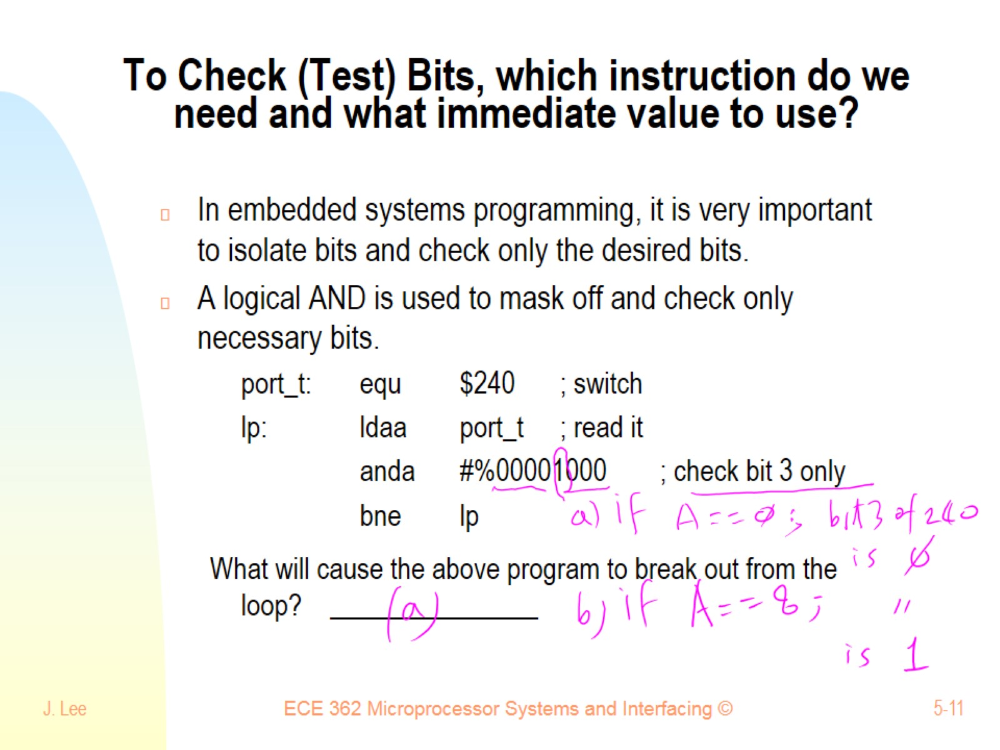 To Check (Test) Bits, which instruction do we
need and what immediate value to use?
In embedded systems programming, it is very important
to isolate bits and check only the desired bits.
A logical AND is used to mask off and check only
necessary bits.
port_t: equ $240 ; switch
lp: ldaa port_t ; read it
anda #%00001000 ; check bit 3 only
bne lp a) if A==0; bit3 of 240
is 0
What will cause the above program to break out from the
loop? (a) b) if A==8; "
is 1
J. Lee ECE 362 Microprocessor Systems and Interfacing © 5-11